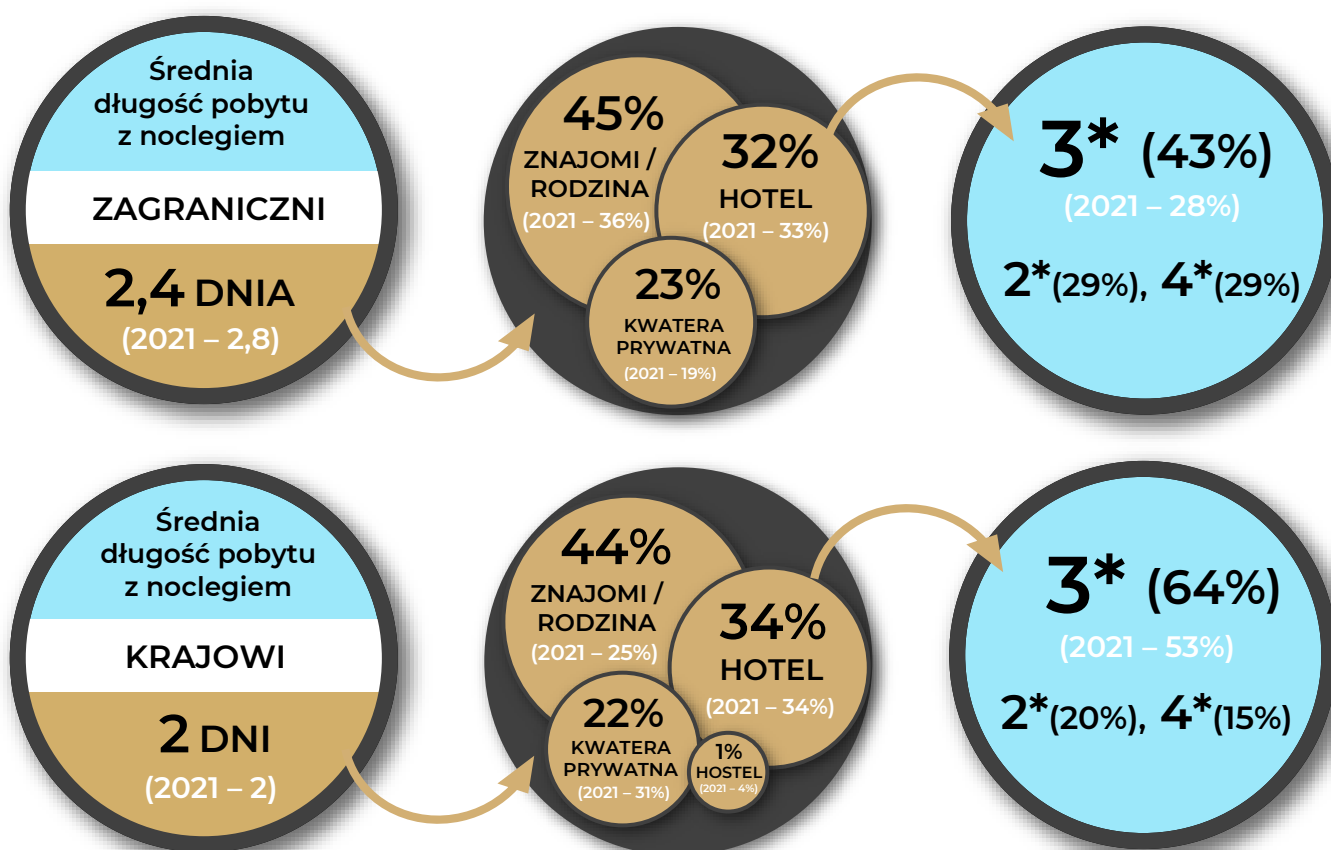 Średnia
długość pobytu
z noclegiem
ZAGRANICZNI
2,4 DNIA
(2021 – 2,8)
45%
ZNAJOMI /
RODZINA
(2021 – 36%)
32%
HOTEL
(2021 – 33%)
23%
KWATERA
PRYWATNA
(2021 – 19%)
3* (43%)
(2021 – 28%)
2*(29%), 4*(29%)
Średnia
długość pobytu
z noclegiem
KRAJOWI
2 DNI
(2021 – 2)
44%
ZNAJOMI /
RODZINA
(2021 – 25%)
34%
HOTEL
(2021 – 34%)
22%
KWATERA
PRYWATNA
(2021 – 31%)
1%
HOSTEL
(2021 – 4%)
3* (64%)
(2021 – 53%)
2*(20%), 4*(15%)